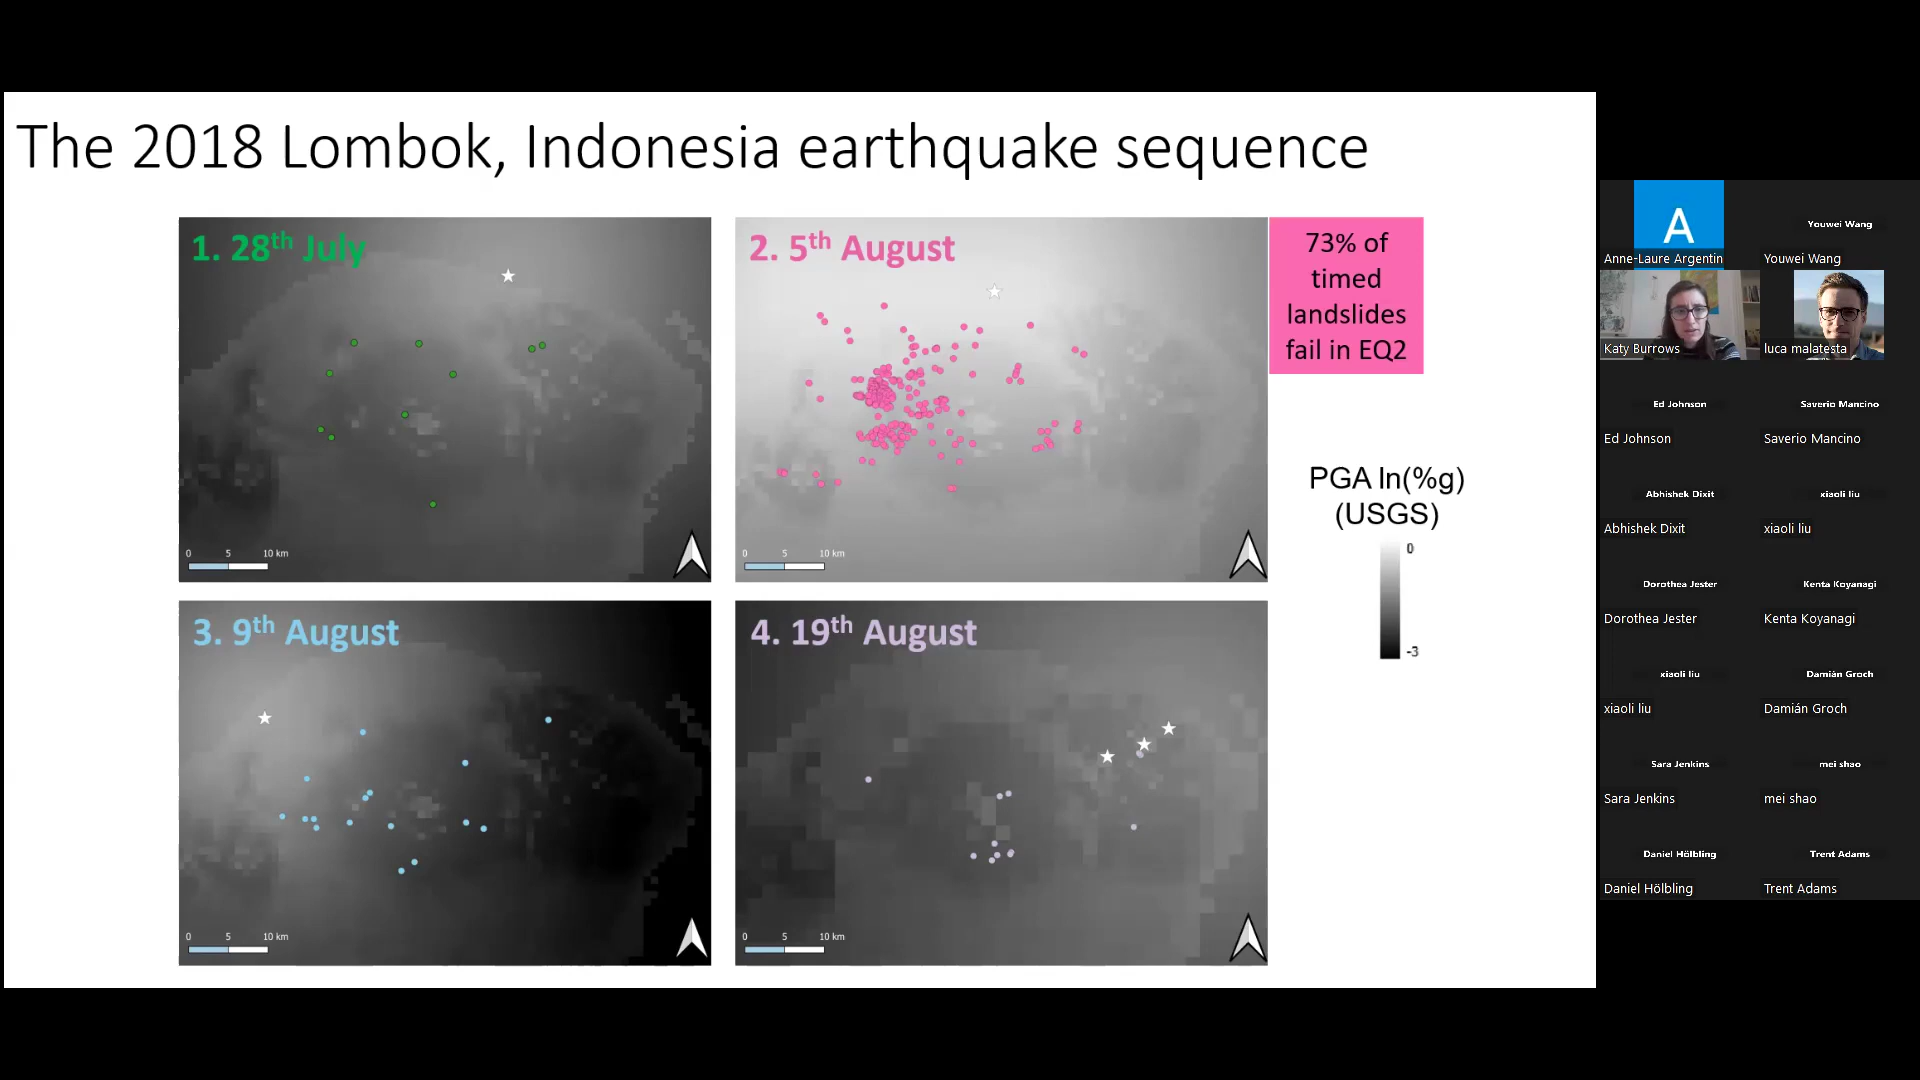 The 2018 Lombok, Indonesia earthquake sequence
1. 28th July
0 5 10 km
2. 5th August
0 5 10 km
73% of
timed
landslides
fail in EQ2
3. 9th August
0 5 10 km
4. 19th August
0 5 10 km
PGA ln(%g)
(USGS)
0
-3
A
Anne-Laure Argentin
Youwei Wang
Youwei Wang
Katy Burrows
luca malatesta
Ed Johnson
Ed Johnson
Saverio Mancino
Saverio Mancino
Abhishek Dixit
Abhishek Dixit
xiaoli liu
xiaoli liu
Dorothea Jester
Dorothea Jester
Kenta Koyanagi
Kenta Koyanagi
xiaoli liu
xiaoli liu
Damián Groch
Damián Groch
Sara Jenkins
Sara Jenkins
mei shao
mei shao
Daniel Hölbling
Daniel Hölbling
Trent Adams
Trent Adams